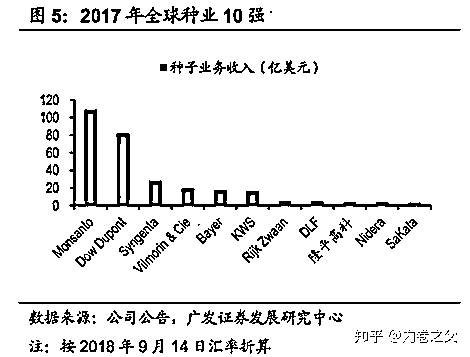 图 5：2017 年全球种业 10 强
■种子业务收入（亿美元）
120
100
80
60
40
20
0
Monsanto
Dow Dupont
Syngenta
Vilmorin & Cie
Bayer
KWS
Rijk Zwaan
DLF
隆平高科
Nidera
SaKata
数据来源：公司公告，广发证券发展研究中心
注：按 2018 年 9 月 14 日汇率折算
知乎 @为卷之父